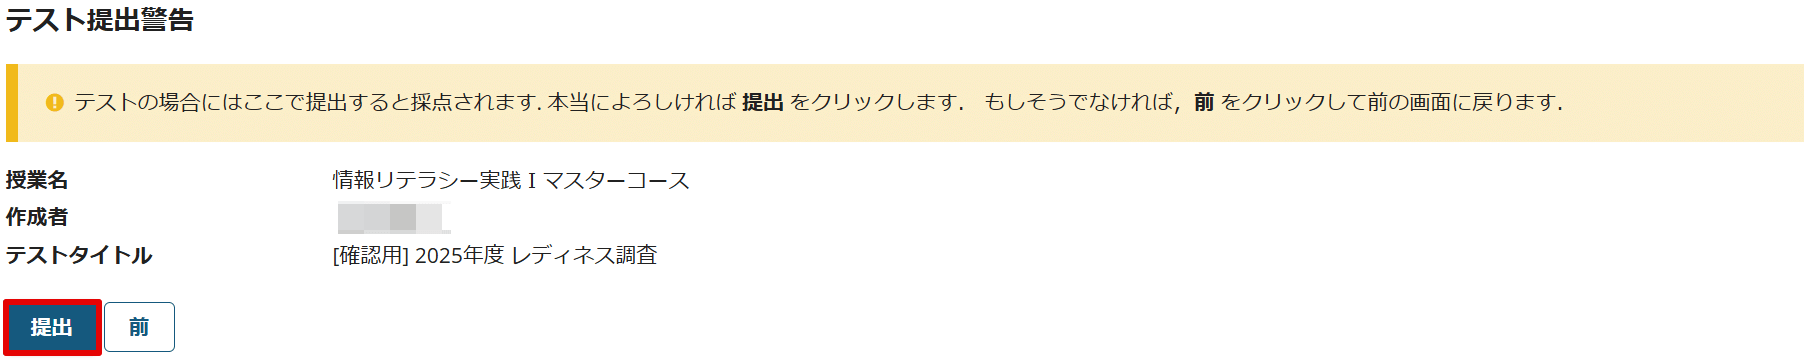 テスト提出警告
テストの場合にはここで提出すると採点されます. 本当によろしければ 提出 をクリックします． もしそうでなければ，前 をクリックして前の画面に戻ります．
授業名 情報リテラシー実践 I マスターコース
作成者
テストタイトル [確認用] 2025年度 レディネス調査
提出 前